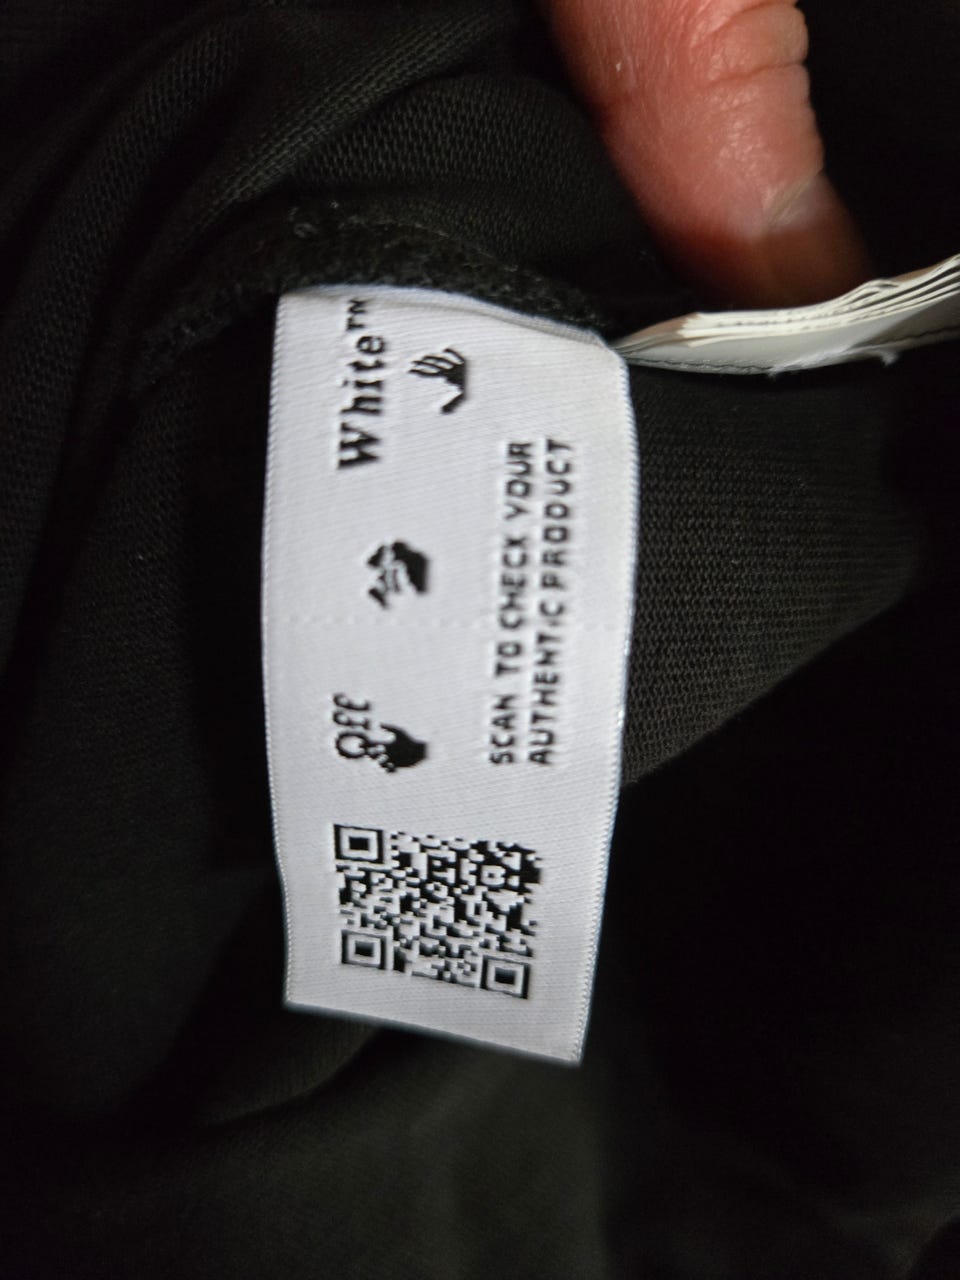 Off White™
SCAN TO CHECK YOUR
AUTHENTIC PRODUCT